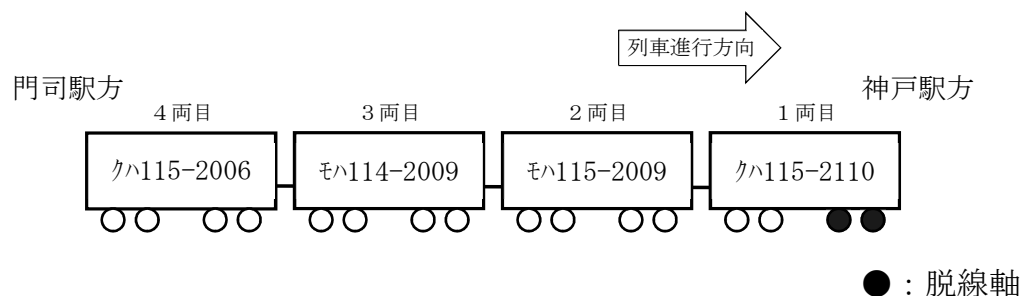 列車進行方向
門司駅方
神戸駅方
4両目 3両目 2両目 1両目
ｸﾊ115-2006 ﾓﾊ114-2009 ﾓﾊ115-2009 ｸﾊ115-2110
●：脱線軸